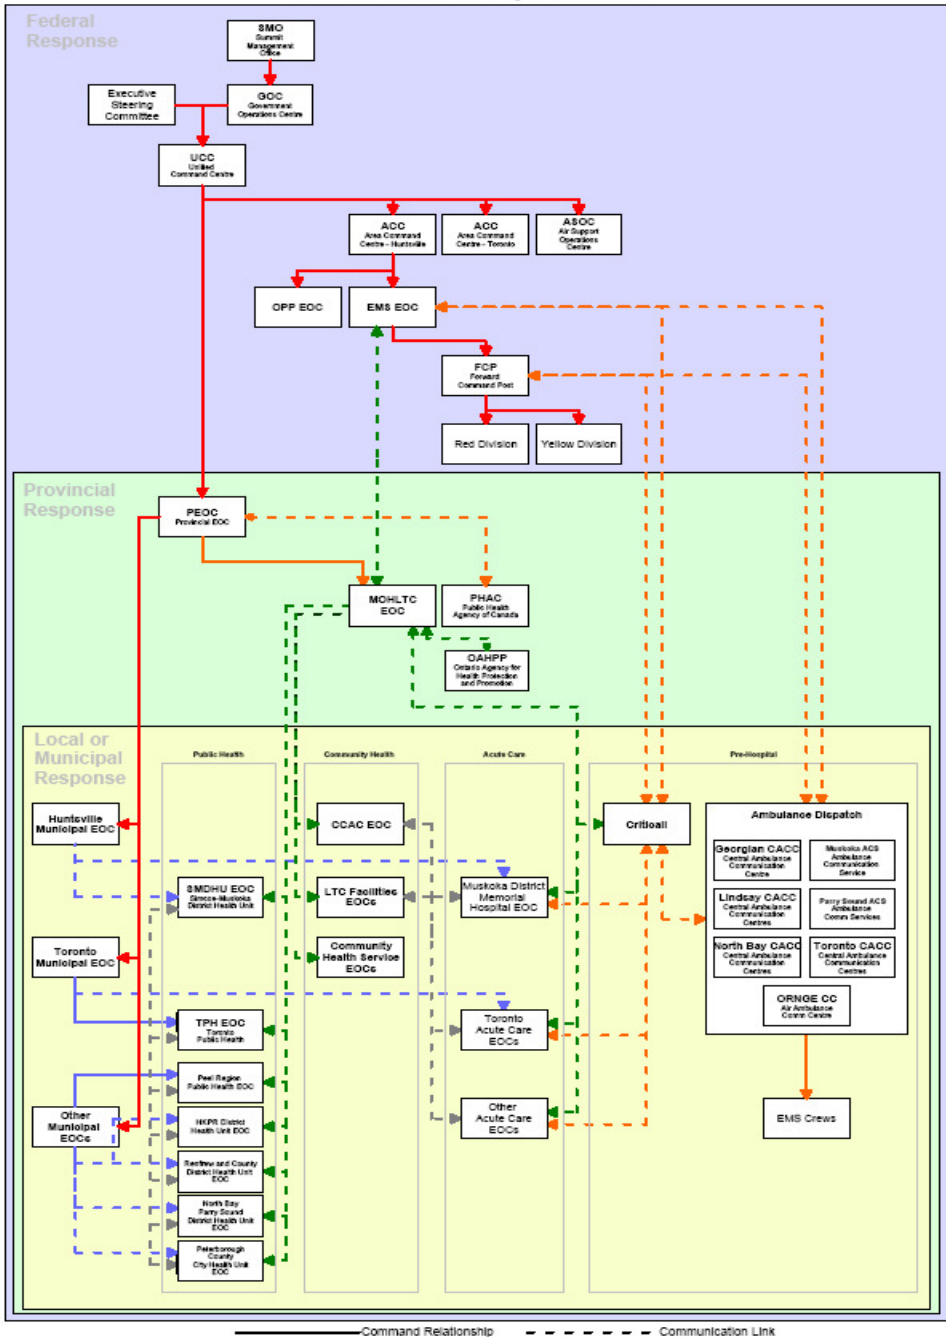 Federal
Response
SMO
Summit
Management
Office
Executive
Steering
Committee
GOC
Government
Operations Centre
UCC
Unified
Command Centre
ACC
Area Command
Centre - Huntsville
ACC
Area Command
Centre - Toronto
ASOC
Air Support
Operations
Centre
OPP EOC
EMS EOC
FCP
Forward
Command Post
Red Division
Yellow Division
Provincial
Response
PEOC
Provincial EOC
MOHLTC
EOC
PHAC
Public Health
Agency of Canada
OAHPP
Ontario Agency for
Health Protection
and Promotion
Local or
Municipal
Response
Public Health
Community Health
Acute Care
Pre-Hospital
Huntsville
Municipal EOC
CCAC EOC
Criticall
Ambulance Dispatch
Georgian CACC
Central Ambulance
Communication
Centre
Muskoka ACS
Ambulance
Communication
Service
SMDHU EOC
Simcoe-Muskoka
District Health Unit
LTC Facilities
EOCs
Muskoka District
Memorial
Hospital EOC
Lindsay CACC
Central Ambulance
Communication
Centres
Parry Sound ACS
Ambulance
Comm Services
Toronto
Municipal EOC
Community
Health Service
EOCs
North Bay CACC
Central Ambulance
Communication
Centres
Toronto CACC
Central Ambulance
Communication
Centres
TPH EOC
Toronto
Public Health
Toronto
Acute Care
EOCs
ORNGE CC
Air Ambulance
Comm Centre
Peel Region
Public Health EOC
Other
Municipal
EOCs
HKPR District
Health Unit EOC
Other
Acute Care
EOCs
EMS Crews
Renfrew and County
District Health Unit
EOC
North Bay
Parry Sound
District Health Unit
EOC
Peterborough
County
City Health Unit
EOC
Command Relationship
Communication Link